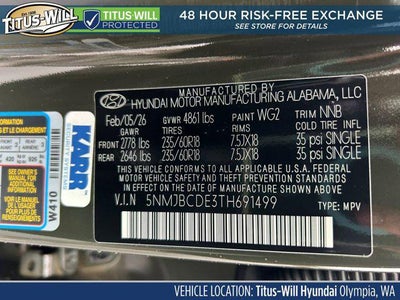 TITUS-WILL
TITUS-WILL
PROTECTED
48 HOUR RISK-FREE EXCHANGE
SEE STORE FOR DETAILS
HYUNDAI MOTOR MANUFACTURING ALABAMA, LLC
Feb/05/26 GVWR 4861 lbs PAINT WG2 TRIM NNB
GAWR TIRES RIMS COLD
FRONT 2778 lbs 235/60R18 7.5JX18 35 psi SINGLE
REAR 2646 lbs 235/60R18 7.5JX18 35 psi SINGLE
THIS VEHICLE CONFORMS TO ALL APPLICABLE FEDERAL MOTOR VEHICLE
SAFETY, BUMPER AND THEFT PREVENTION STANDARDS IN EFFECT
ON THE DATE OF MANUFACTURE SHOWN ABOVE.
V.I.N 5NMJBCDE3TH691499 TYPE: MPV
KARR
W410
420
925
VEHICLE LOCATION: Titus-Will Hyundai Olympia, WA